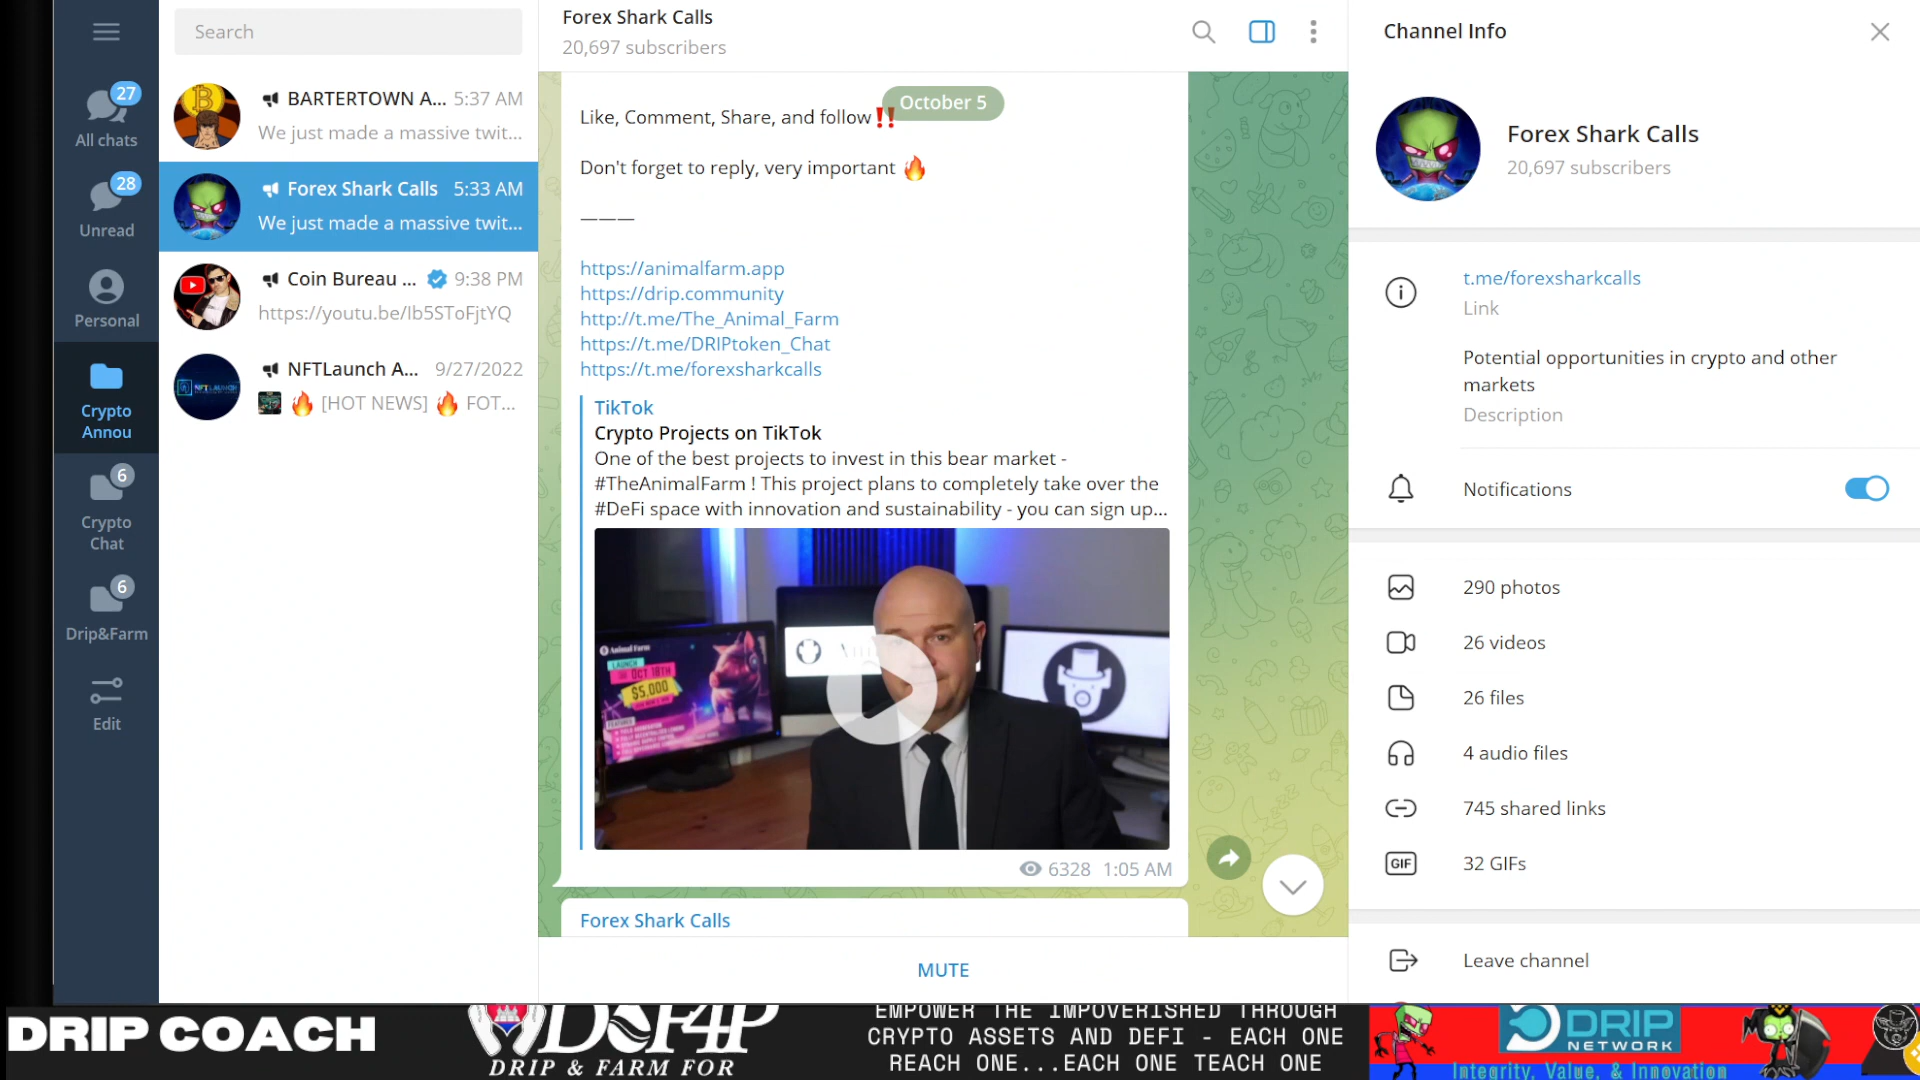 27
All chats
28
Unread
Personal
Crypto
Annou
6
Crypto
Chat
6
Drip&Farm
Edit
Search
BARTERTOWN A... 5:37 AM
We just made a massive twit...
Forex Shark Calls 5:33 AM
We just made a massive twit...
Coin Bureau ... 9:38 PM
https://youtu.be/Ib5SToFjtYQ
NFTLaunch A... 9/27/2022
[HOT NEWS] FOT...
Forex Shark Calls
20,697 subscribers
October 5
Like, Comment, Share, and follow‼️
Don't forget to reply, very important 🔥
———
https://animalfarm.app
https://drip.community
http://t.me/The_Animal_Farm
https://t.me/DRIPtoken_Chat
https://t.me/forexsharkcalls
TikTok
Crypto Projects on TikTok
One of the best projects to invest in this bear market -
#TheAnimalFarm ! This project plans to completely take over the
#DeFi space with innovation and sustainability - you can sign up...
Animal Farm
LAUNCH
OCT 18TH
$5,000
FEATURES
6328 1:05 AM
Forex Shark Calls
MUTE
Channel Info
Forex Shark Calls
20,697 subscribers
t.me/forexsharkcalls
Link
Potential opportunities in crypto and other
markets
Description
Notifications
290 photos
26 videos
26 files
4 audio files
745 shared links
GIF
32 GIFs
Leave channel
DRIP COACH
DSF4P
DRIP & FARM FOR
EMPOWER THE IMPOVERISHED THROUGH
CRYPTO ASSETS AND DEFI - EACH ONE
REACH ONE...EACH ONE TEACH ONE
DRIP
NETWORK
Integrity, Value, & Innovation